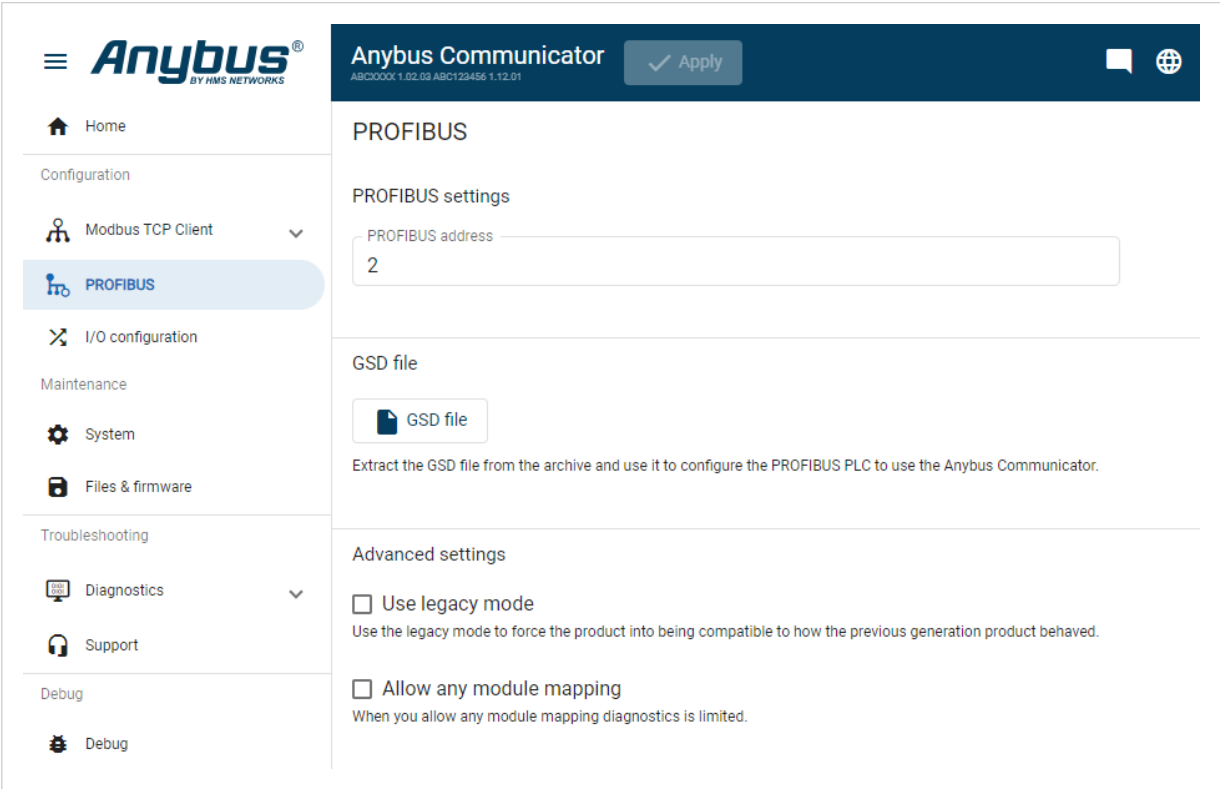 Anybus®
BY HMS NETWORKS
Anybus Communicator
ABCXXXX 1.02.03 ABC123456 1.12.01
Apply
Home
Configuration
Modbus TCP Client
PROFIBUS
I/O configuration
Maintenance
System
Files & firmware
Troubleshooting
Diagnostics
Support
Debug
Debug
PROFIBUS
PROFIBUS settings
PROFIBUS address
2
GSD file
GSD file
Extract the GSD file from the archive and use it to configure the PROFIBUS PLC to use the Anybus Communicator.
Advanced settings
Use legacy mode
Use the legacy mode to force the product into being compatible to how the previous generation product behaved.
Allow any module mapping
When you allow any module mapping diagnostics is limited.